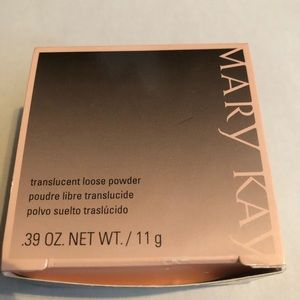 MARY KAY
translucent loose powder
poudre libre translucide
polvo suelto traslúcido
.39 OZ. NET WT. / 11 g